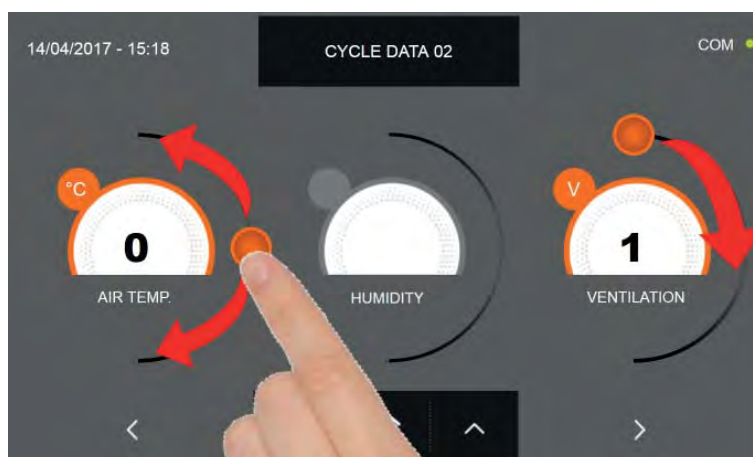 14/04/2017 - 15:18
CYCLE DATA 02
COM
°C
V
0
1
AIR TEMP.
HUMIDITY
VENTILATION